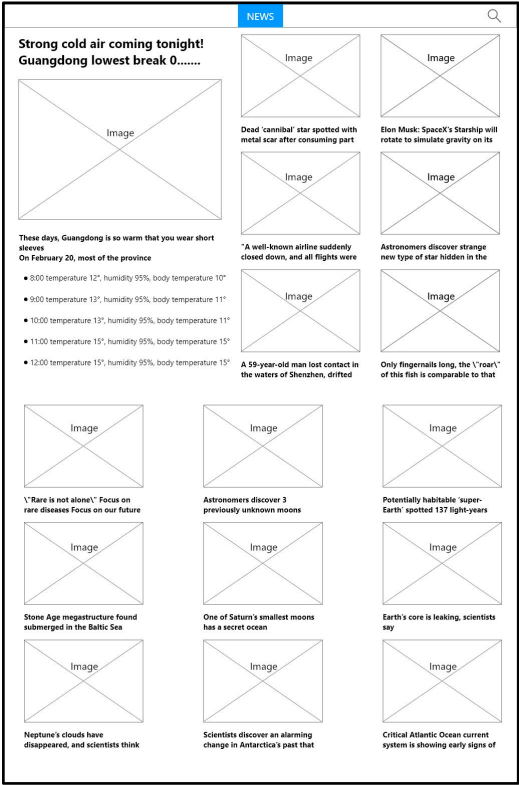 NEWS
Strong cold air coming tonight!
Guangdong lowest break 0.......
Image
These days, Guangdong is so warm that you wear short
sleeves
On February 20, most of the province
● 8:00 temperature 12°, humidity 95%, body temperature 10°
● 9:00 temperature 13°, humidity 95%, body temperature 11°
● 10:00 temperature 13°, humidity 95%, body temperature 11°
● 11:00 temperature 15°, humidity 95%, body temperature 15°
● 12:00 temperature 15°, humidity 95%, body temperature 15°
Image
Dead 'cannibal' star spotted with
metal scar after consuming part
Image
Elon Musk: SpaceX's Starship will
rotate to simulate gravity on its
Image
"A well-known airline suddenly
closed down, and all flights were
Image
Astronomers discover strange
new type of star hidden in the
Image
A 59-year-old man lost contact in
the waters of Shenzhen, drifted
Image
Only fingernails long, the \"roar\"
of this fish is comparable to that
Image
\"Rare is not alone\" Focus on
rare diseases Focus on our future
Image
Astronomers discover 3
previously unknown moons
Image
Potentially habitable 'super-
Earth' spotted 137 light-years
Image
Stone Age megastructure found
submerged in the Baltic Sea
Image
One of Saturn's smallest moons
has a secret ocean
Image
Earth's core is leaking, scientists
say
Image
Neptune's clouds have
disappeared, and scientists think
Image
Scientists discover an alarming
change in Antarctica's past that
Image
Critical Atlantic Ocean current
system is showing early signs of